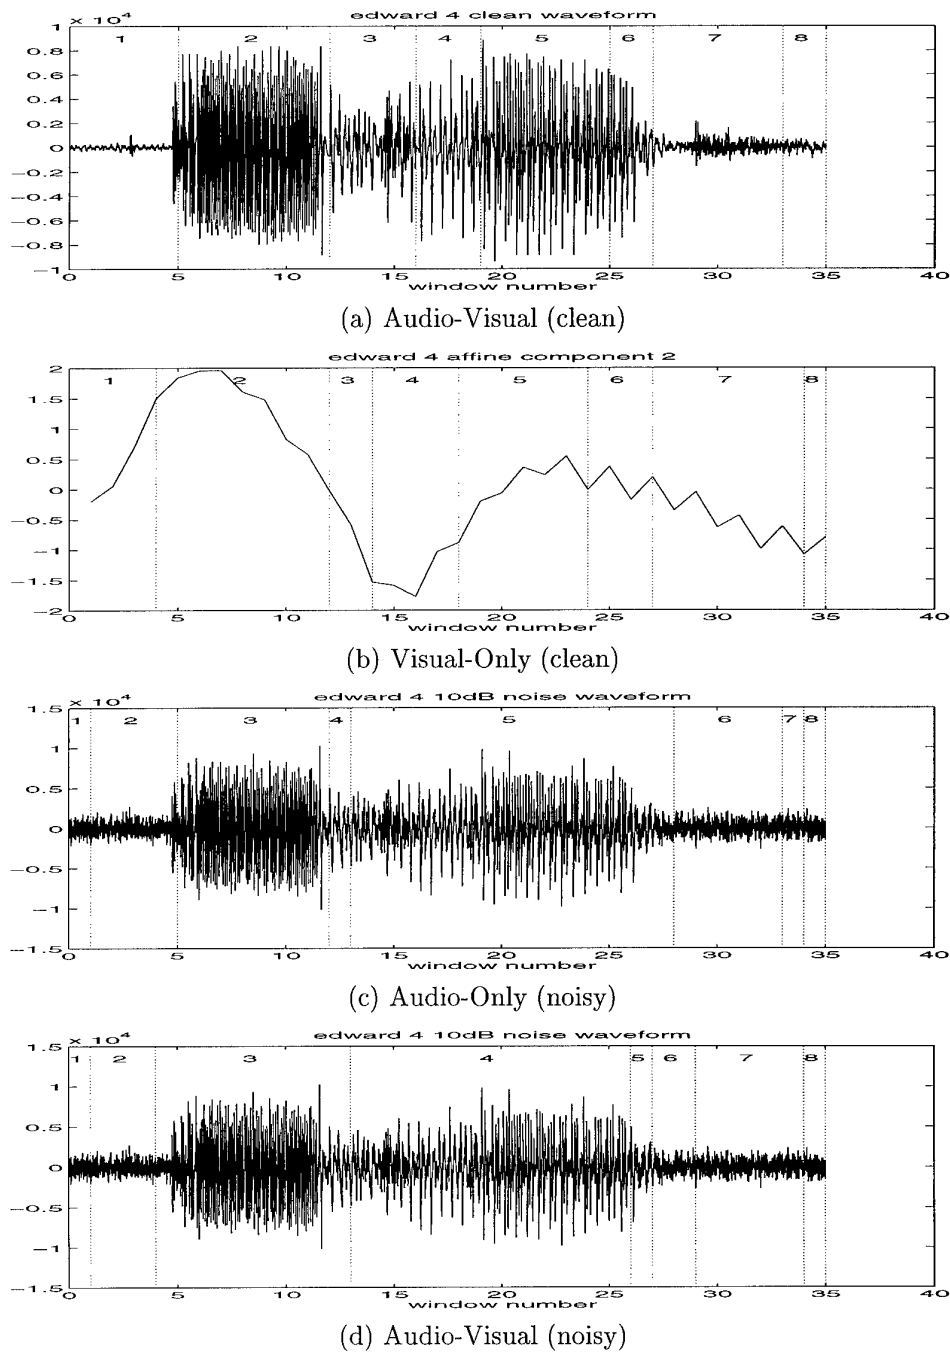 edward 4 clean waveform
x 10⁴
1 2 3 4 5 6 7 8
1
0.8
0.6
0.4
0.2
0
−0.2
−0.4
−0.6
−0.8
−1
0 5 10 15 20 25 30 35 40
window number
(a) Audio-Visual (clean)
edward 4 affine component 2
1 2 3 4 5 6 7 8
2
1.5
1
0.5
0
−0.5
−1
−1.5
−2
0 5 10 15 20 25 30 35 40
window number
(b) Visual-Only (clean)
edward 4 10dB noise waveform
x 10⁴
1 2 3 4 5 6 7 8
1.5
1
0.5
0
−0.5
−1
−1.5
0 5 10 15 20 25 30 35 40
window number
(c) Audio-Only (noisy)
edward 4 10dB noise waveform
x 10⁴
1 2 3 4 5 6 7 8
1.5
1
0.5
0
−0.5
−1
−1.5
0 5 10 15 20 25 30 35 40
window number
(d) Audio-Visual (noisy)